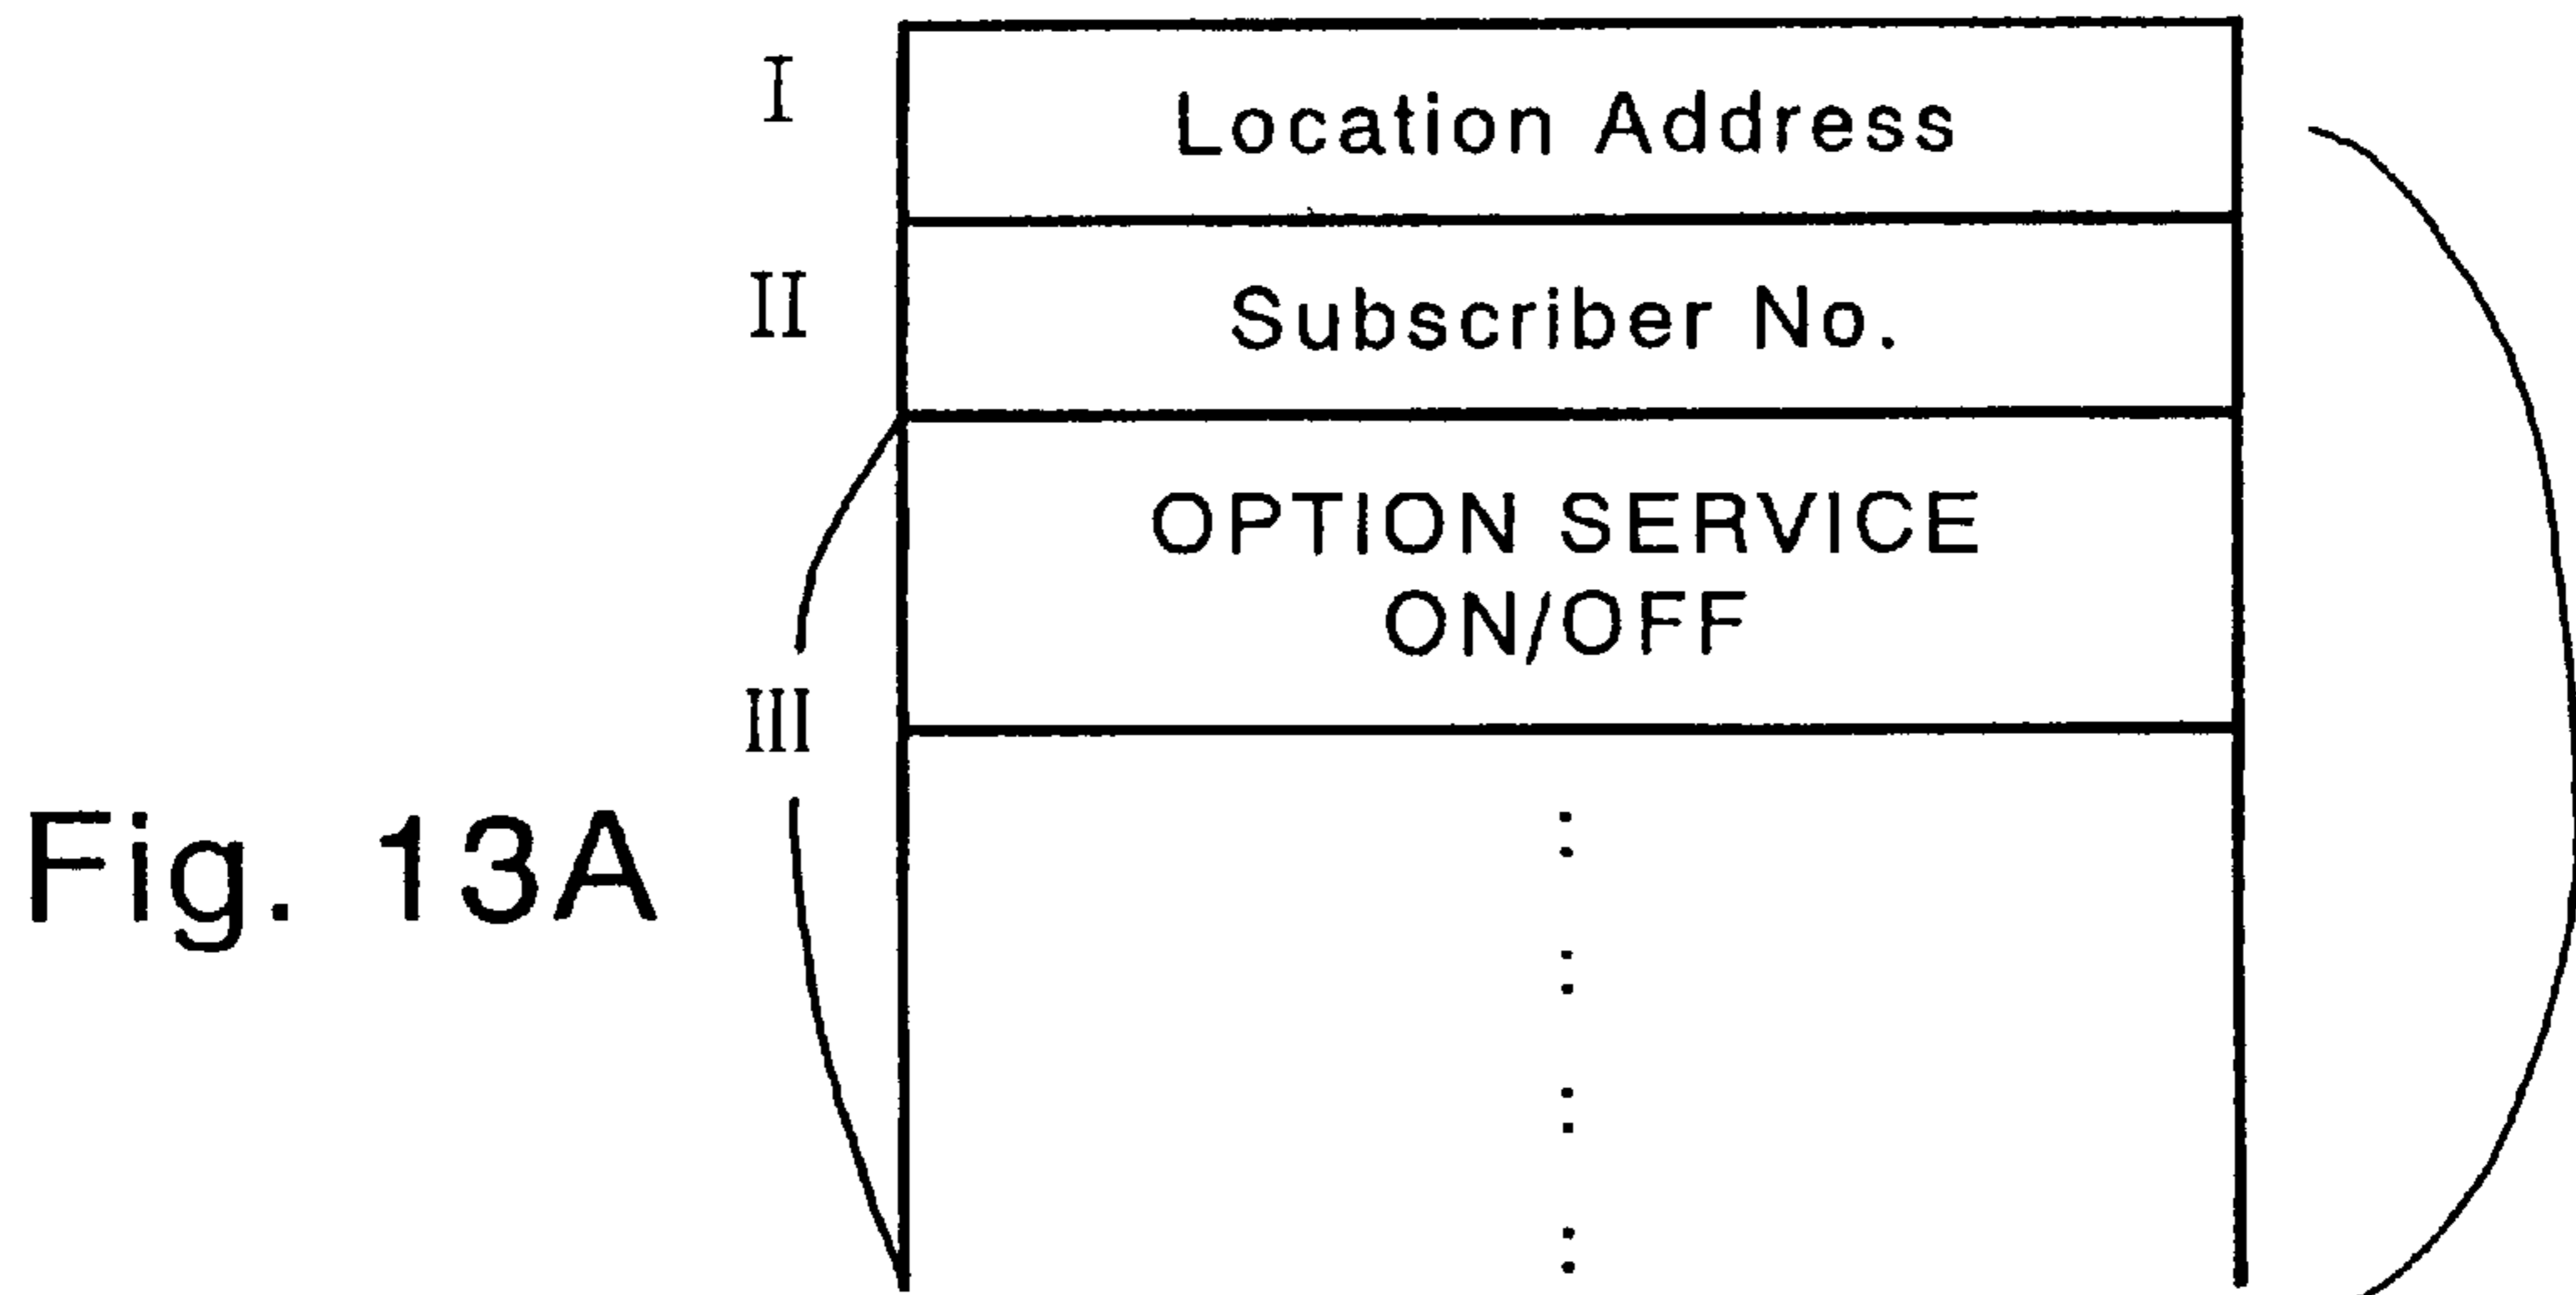 I
Location Address
II
Subscriber No.
OPTION SERVICE
ON/OFF
III
Fig. 13A